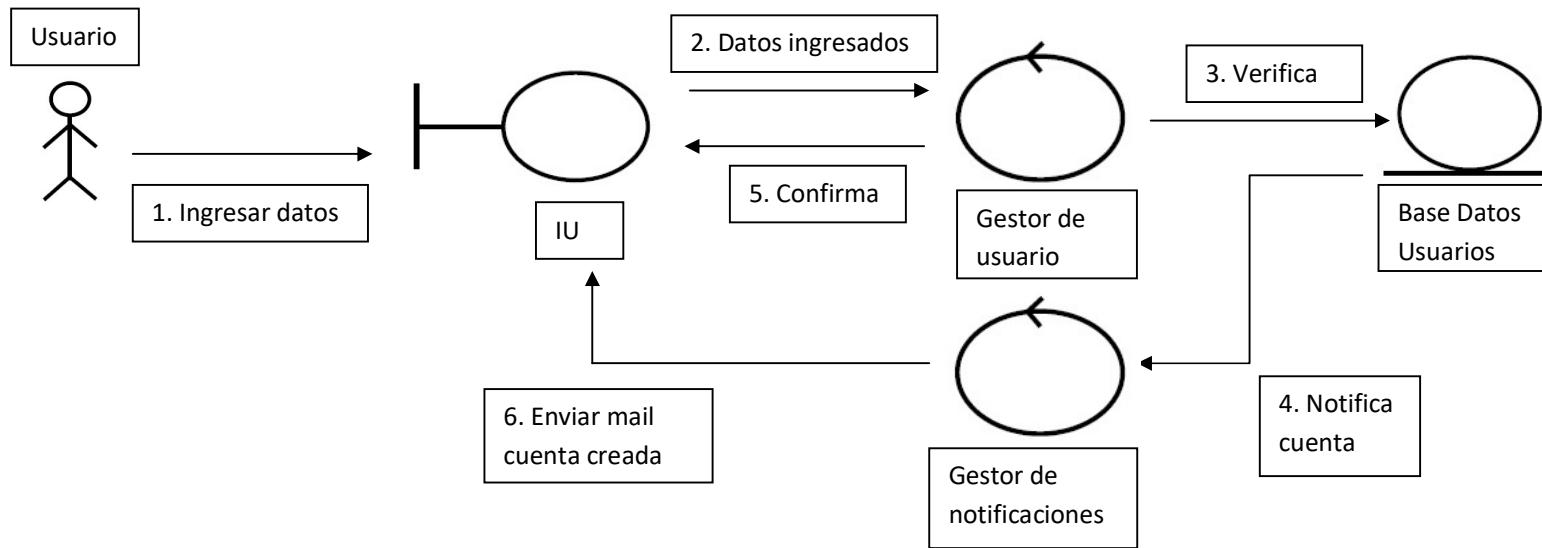 Usuario
2. Datos ingresados
3. Verifica
1. Ingresar datos
5. Confirma
IU
Gestor de
usuario
Base Datos
Usuarios
6. Enviar mail
cuenta creada
4. Notifica
cuenta
Gestor de
notificaciones